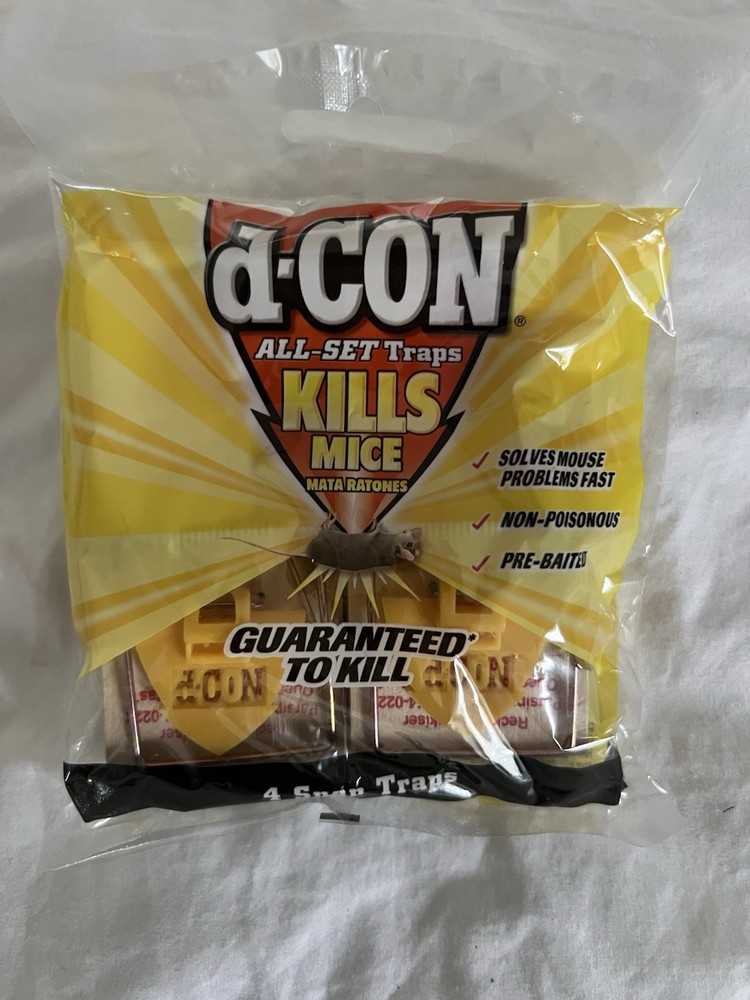 d-CON®
ALL-SET Traps
KILLS
MICE
MATA RATONES
✓ SOLVES MOUSE
PROBLEMS FAST
✓ NON-POISONOUS
✓ PRE-BAITED
GUARANTEED*
TO KILL
d-CON
d-CON
4 Snap Traps